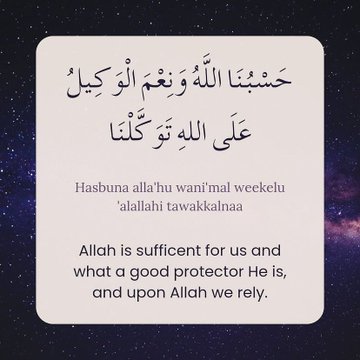 حَسْبُنَا اللَّهُ وَنِعْمَ الْوَكِيلُ
عَلَى اللهِ تَوَكَّلْنَا
Hasbuna alla'hu wani'mal weekelu
'alallahi tawakkalnaa
Allah is sufficent for us and
what a good protector He is,
and upon Allah we rely.